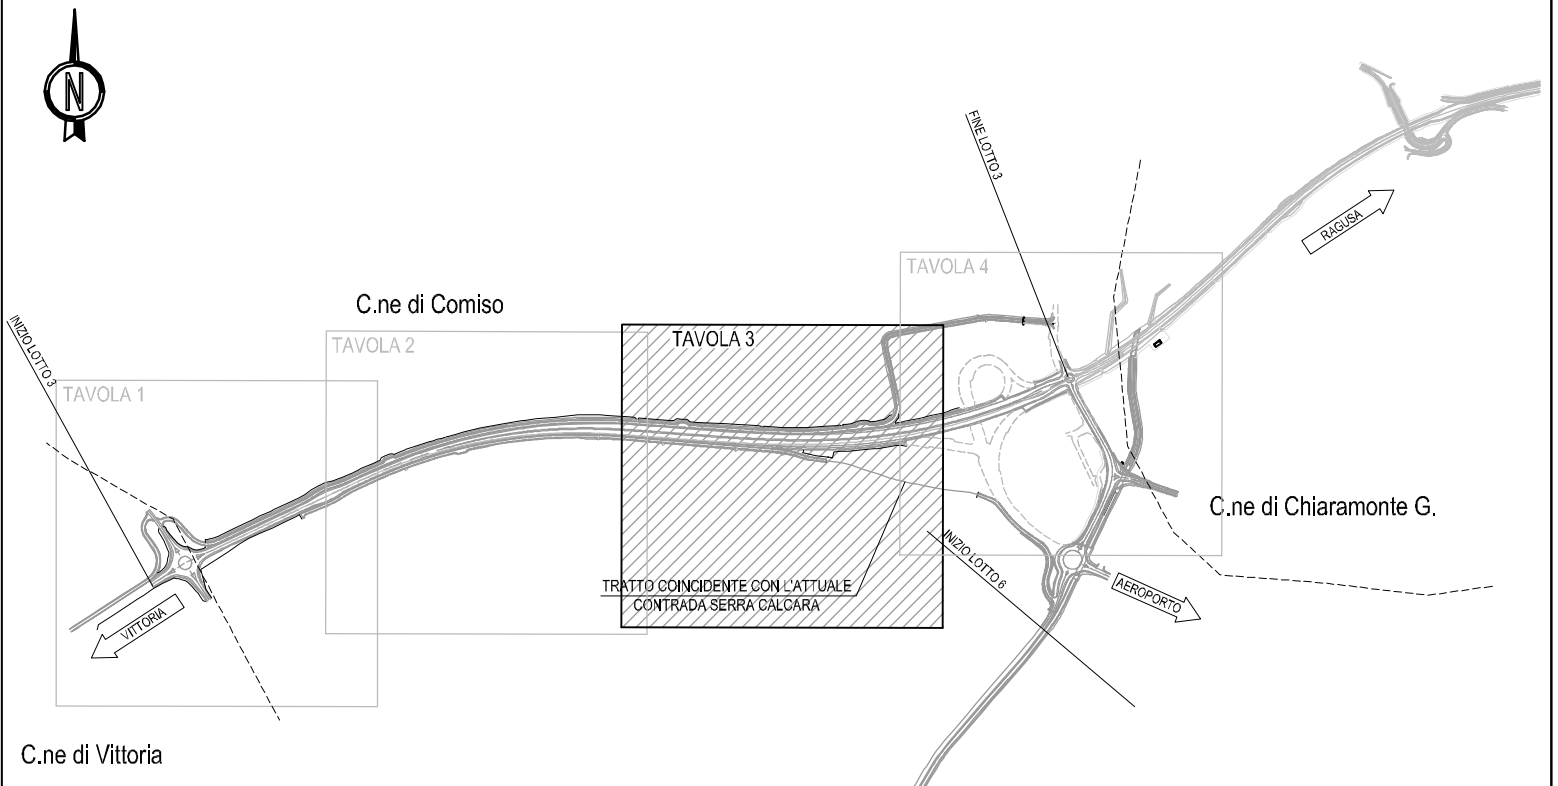 N
FINE LOTTO 3
RAGUSA
TAVOLA 4
C.ne di Comiso
INIZIO LOTTO 3
TAVOLA 2
TAVOLA 3
TAVOLA 1
C.ne di Chiaramonte G.
INIZIO LOTTO 6
TRATTO COINCIDENTE CON L'ATTUALE
CONTRADA SERRA CALCARA
AEROPORTO
VITTORIA
C.ne di Vittoria